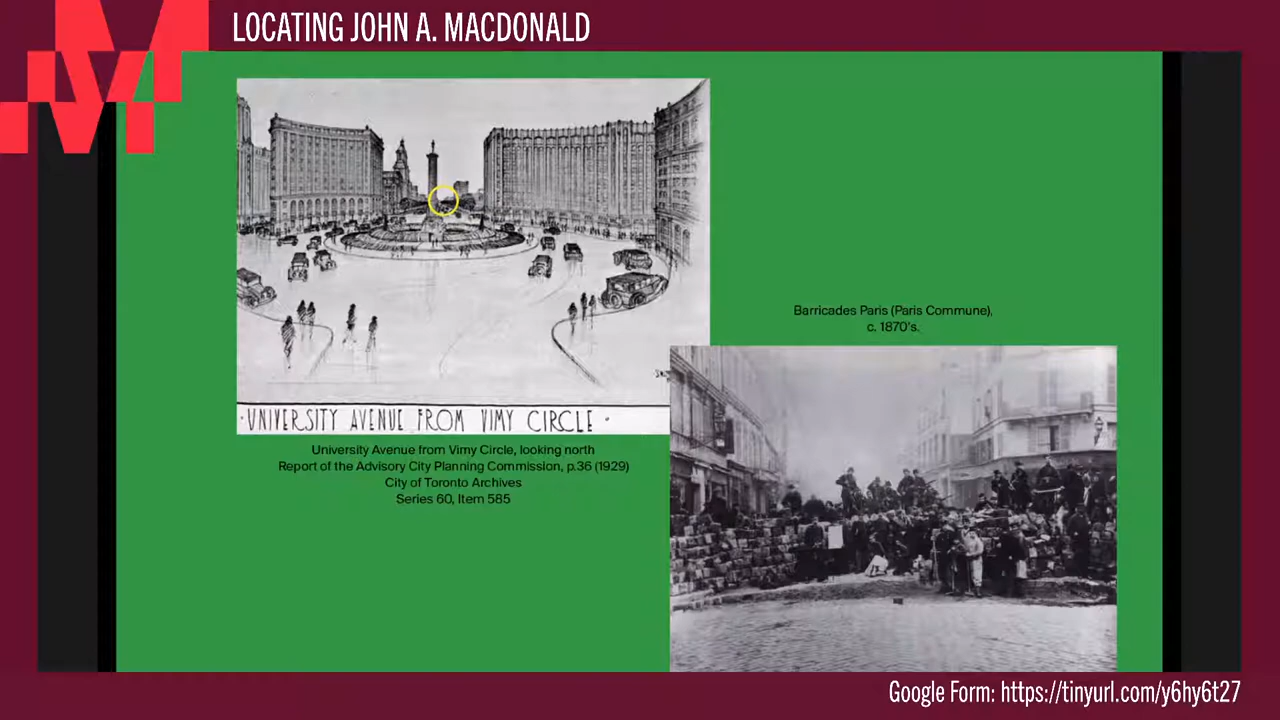 LOCATING JOHN A. MACDONALD
· UNIVERSITY AVENUE FROM VIMY CIRCLE ·
University Avenue from Vimy Circle, looking north
Report of the Advisory City Planning Commission, p.36 (1929)
City of Toronto Archives
Series 60, Item 585
Barricades Paris (Paris Commune),
c. 1870's.
Google Form: https://tinyurl.com/y6hy6t27